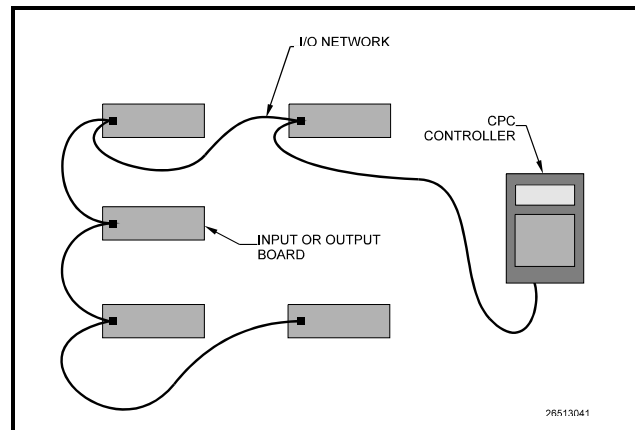 I/O NETWORK
CPC
CONTROLLER
INPUT OR OUTPUT
BOARD
26513041